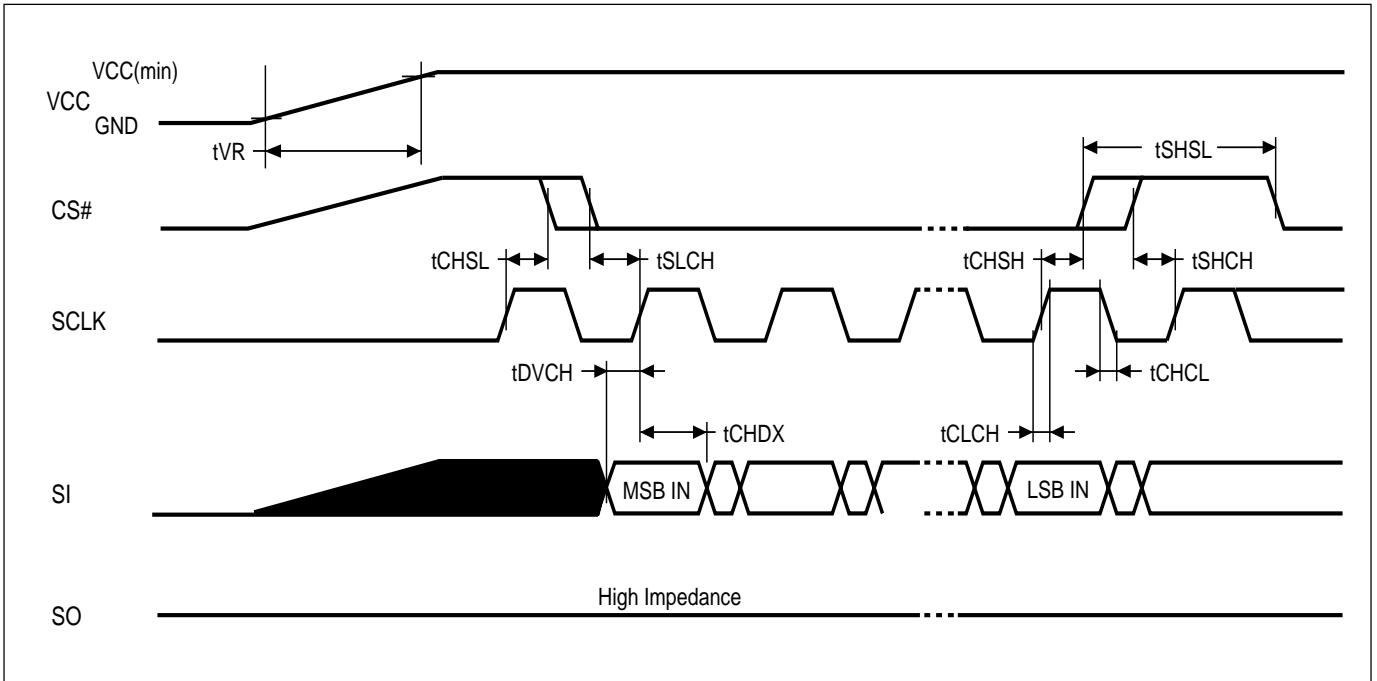 VCC(min)
VCC
GND
tVR
tSHSL
CS#
tCHSL
tSLCH
tCHSH
tSHCH
SCLK
tDVCH
tCHCL
tCHDX
tCLCH
SI
MSB IN
LSB IN
High Impedance
SO